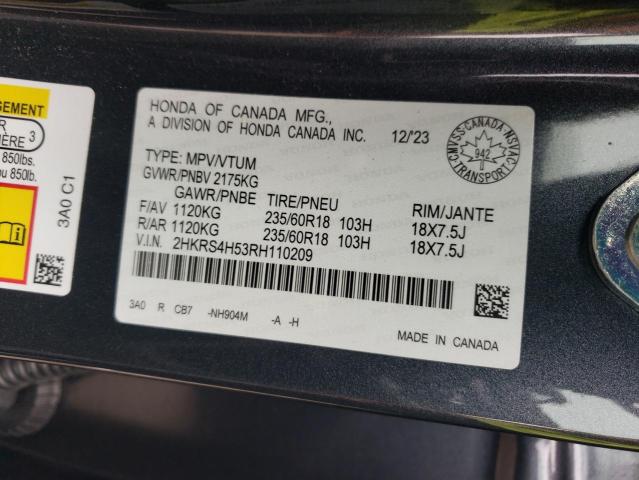 GEMENT
3
850lbs.
u 850lb.
3A0 C1
HONDA OF CANADA MFG.,
A DIVISION OF HONDA CANADA INC. 12/'23
CMVSS·CANADA·NSVAC
942
TRANSPORT
TYPE: MPV/VTUM
GVWR/PNBV 2175KG
GAWR/PNBE TIRE/PNEU RIM/JANTE
F/AV 1120KG 235/60R18 103H 18X7.5J
R/AR 1120KG 235/60R18 103H 18X7.5J
V.I.N. 2HKRS4H53RH110209
3A0 R CB7 -NH904M -A -H
MADE IN CANADA